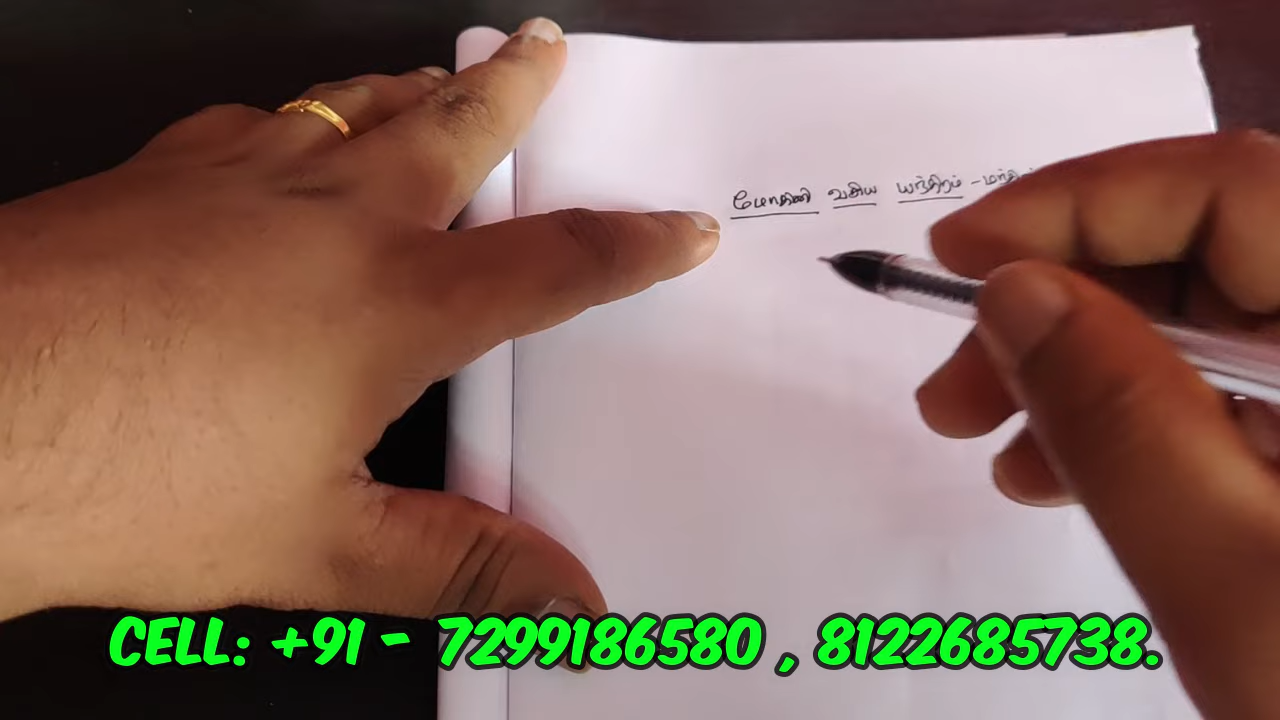 மோகினி வசிய யந்திரம் -
CELL: +91 - 7299186580 , 8122685738.